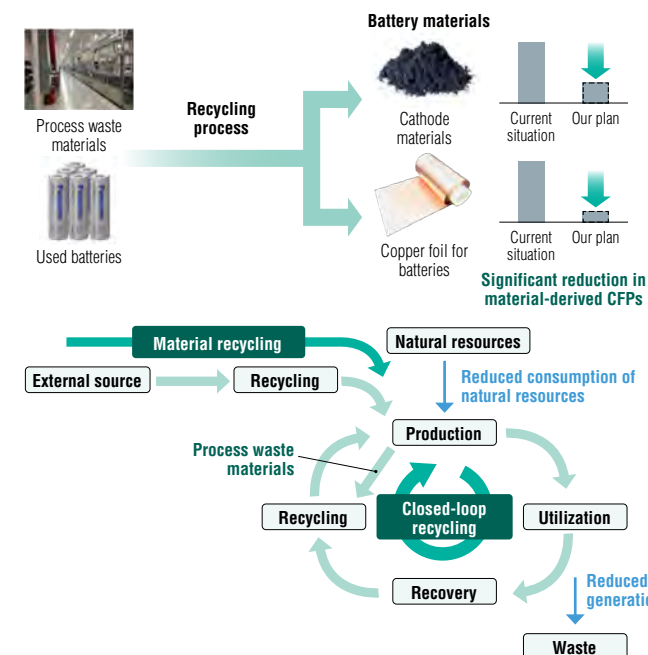 Battery materials
Process waste
materials
Recycling
process
Cathode
materials
Current
situation
Our plan
Used batteries
Copper foil for
batteries
Current
situation
Our plan
Significant reduction in
material-derived CFPs
Material recycling
Natural resources
External source
Recycling
Reduced consumption of
natural resources
Production
Process waste
materials
Recycling
Closed-loop
recycling
Utilization
Recovery
Reduced
Waste